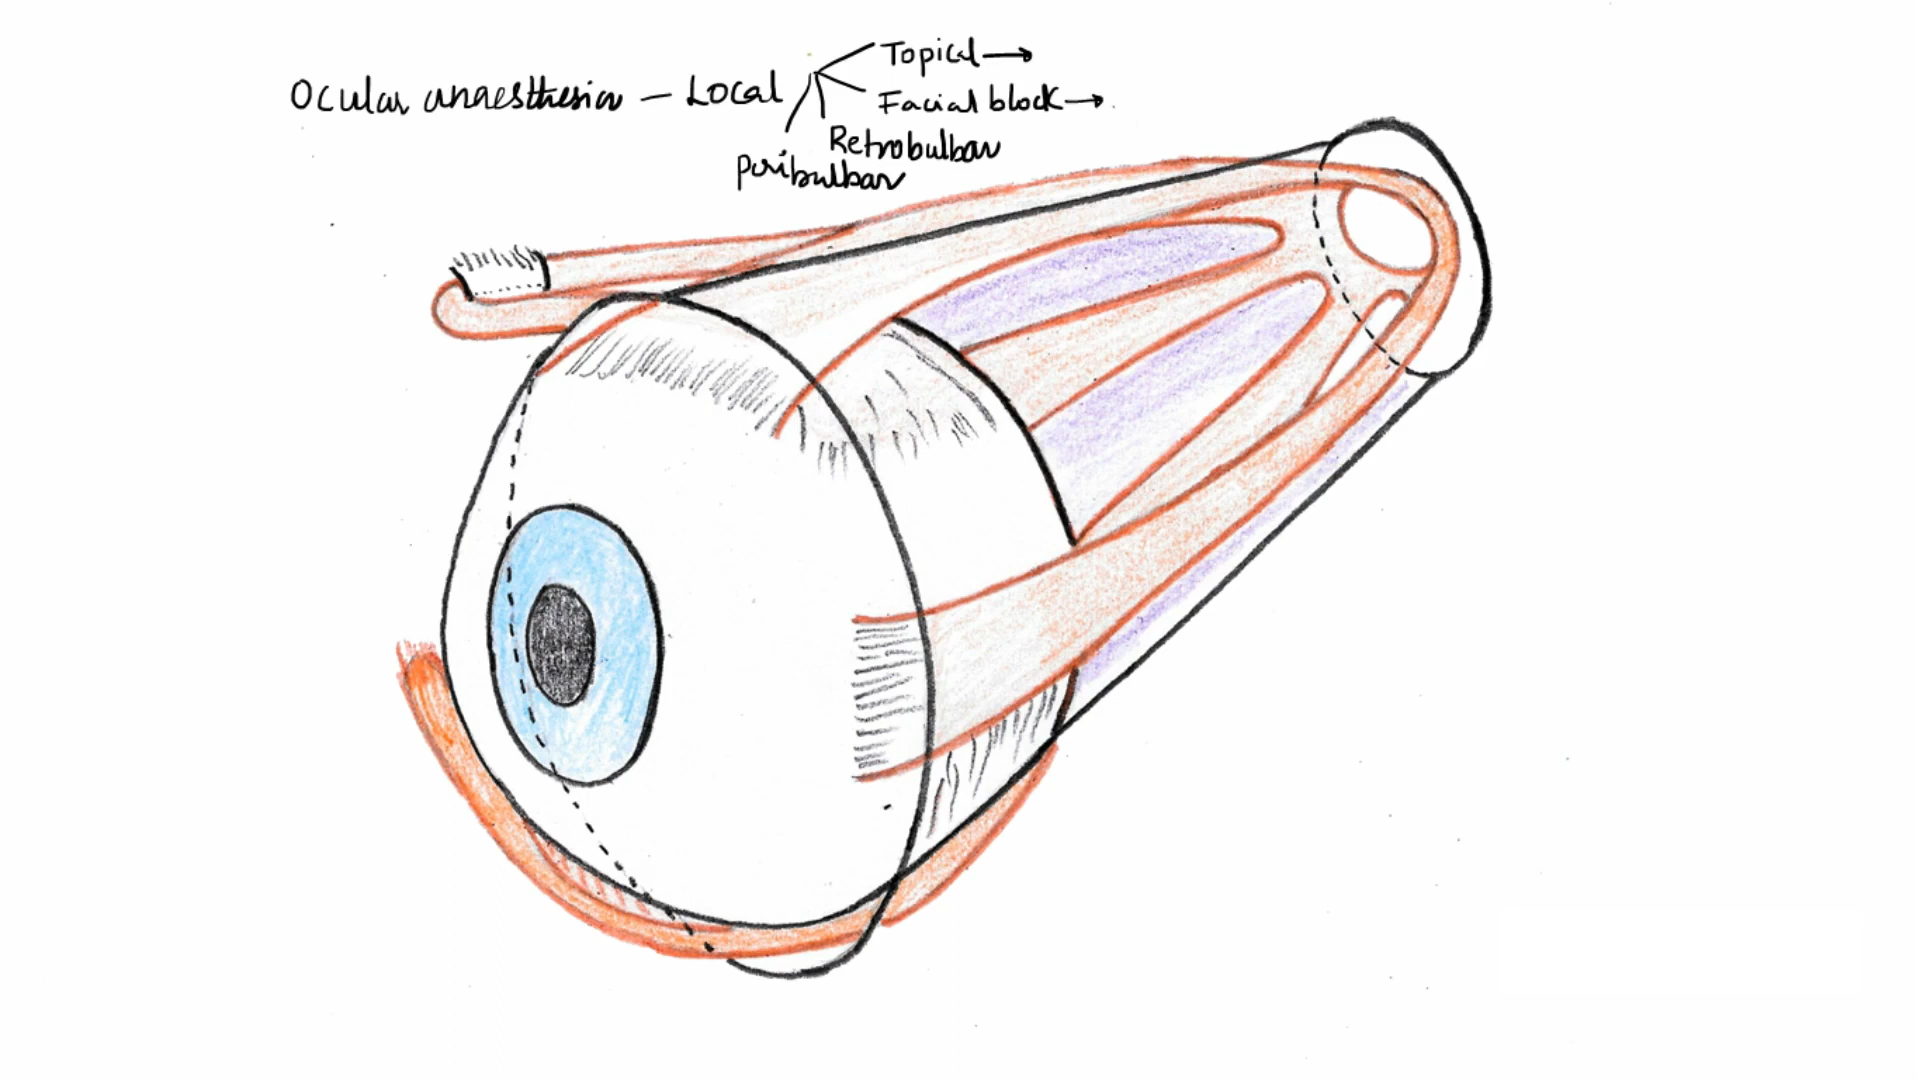 Ocular anaesthesia — Local
Topical →
Facial block →
Retrobulbar
Peribulbar